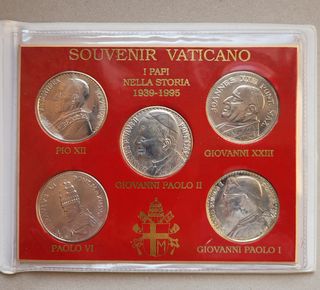 SOUVENIR VATICANO
I PAPI
NELLA STORIA
1939-1995
PIO XII
GIOVANNI XXIII
GIOVANNI PAOLO II
PAOLO VI
GIOVANNI PAOLO I
M